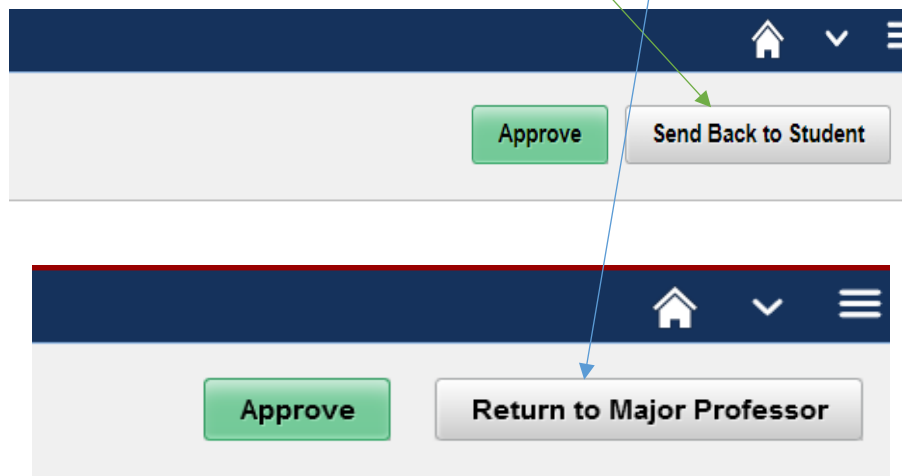 Approve Send Back to Student
Approve Return to Major Professor